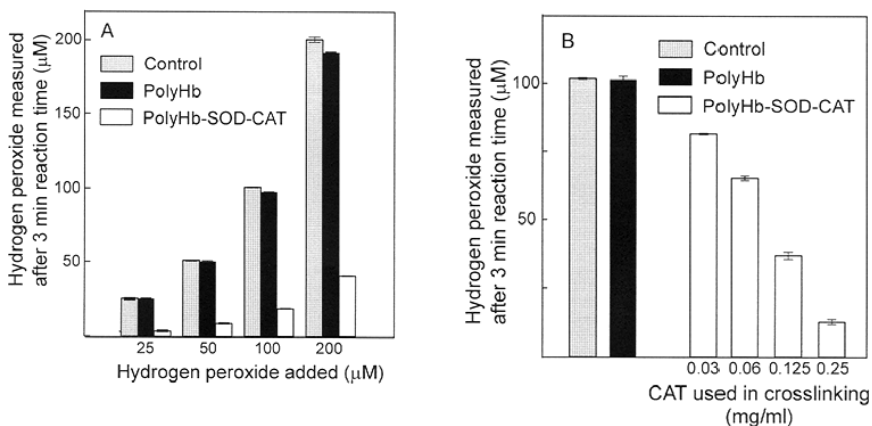 A
Control
PolyHb
PolyHb-SOD-CAT
200
150
100
50
Hydrogen peroxide measured
after 3 min reaction time (μM)
25 50 100 200
Hydrogen peroxide added (μM)
B
Control
PolyHb
PolyHb-SOD-CAT
100
50
Hydrogen peroxide measured
after 3 min reaction time (μM)
0.03 0.06 0.125 0.25
CAT used in crosslinking
(mg/ml)